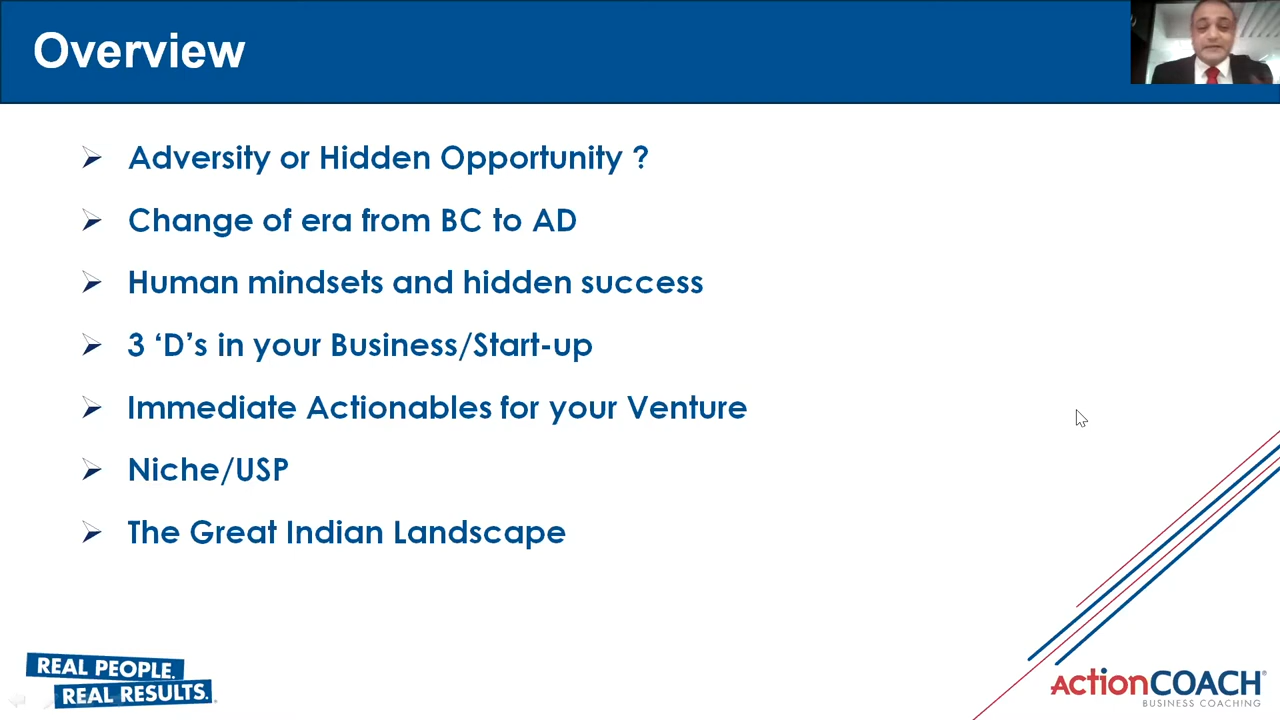 Overview
Adversity or Hidden Opportunity ?
Change of era from BC to AD
Human mindsets and hidden success
3 ‘D’s in your Business/Start-up
Immediate Actionables for your Venture
Niche/USP
The Great Indian Landscape
REAL PEOPLE.
REAL RESULTS.
ActionCOACH®
BUSINESS COACHING